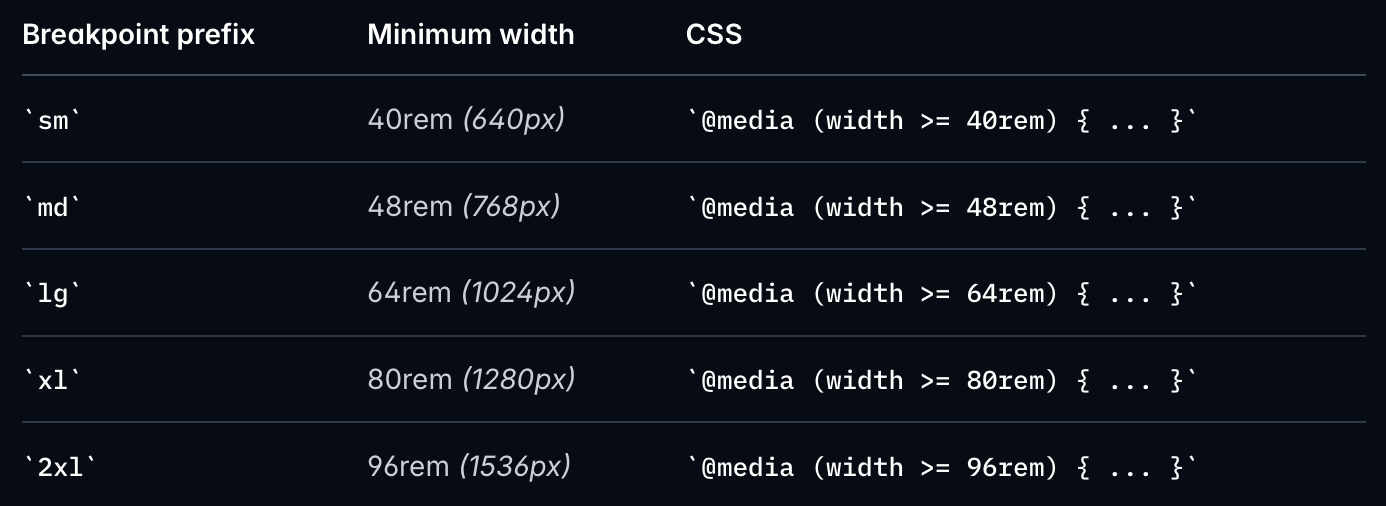 Breakpoint prefix Minimum width CSS
`sm` 40rem (640px) `@media (width >= 40rem) { ... }`
`md` 48rem (768px) `@media (width >= 48rem) { ... }`
`lg` 64rem (1024px) `@media (width >= 64rem) { ... }`
`xl` 80rem (1280px) `@media (width >= 80rem) { ... }`
`2xl` 96rem (1536px) `@media (width >= 96rem) { ... }`